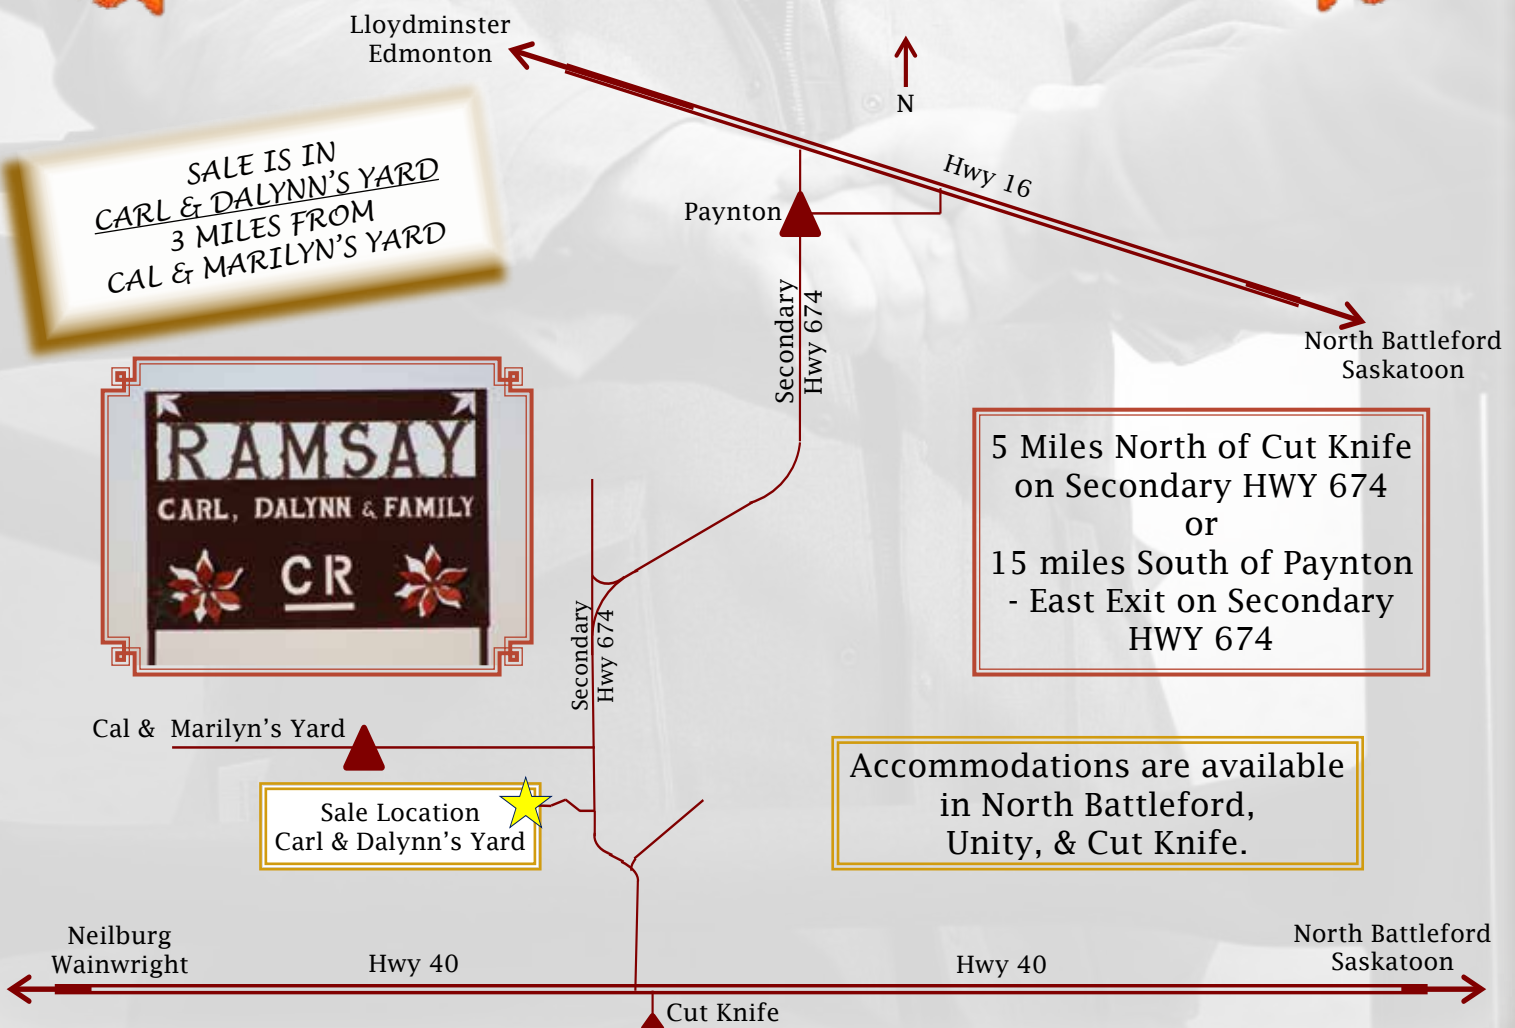 Lloydminster
Edmonton
N
Hwy 16
SALE IS IN
CARL & DALYNN'S YARD
3 MILES FROM
CAL & MARILYN'S YARD
Paynton
Secondary
Hwy 674
North Battleford
Saskatoon
RAMSAY
CARL, DALYNN & FAMILY
CR
5 Miles North of Cut Knife
on Secondary HWY 674
or
15 miles South of Paynton
- East Exit on Secondary
HWY 674
Secondary
Hwy 674
Cal & Marilyn's Yard
Sale Location
Carl & Dalynn's Yard
Accommodations are available
in North Battleford,
Unity, & Cut Knife.
Neilburg
Wainwright
Hwy 40
Hwy 40
North Battleford
Saskatoon
Cut Knife